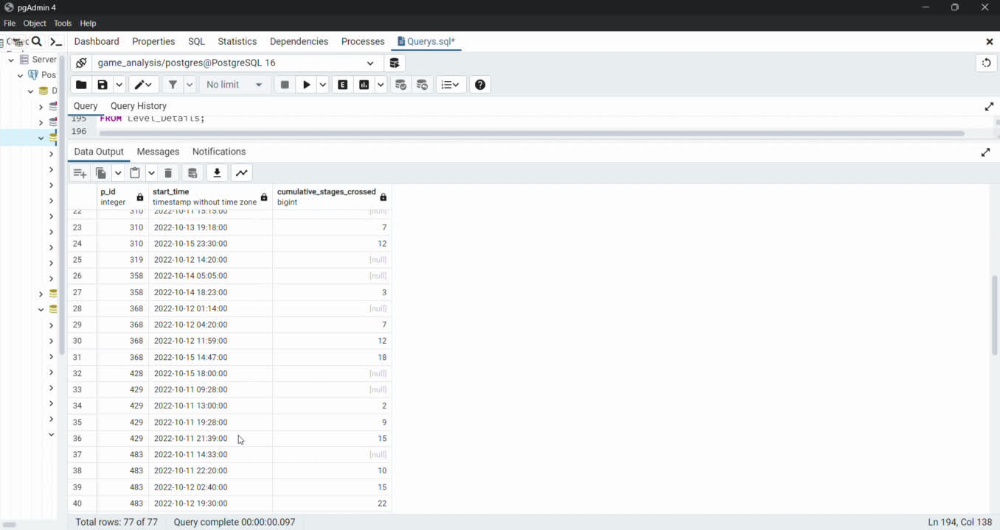 pgAdmin 4
File Object Tools Help
Dashboard Properties SQL Statistics Dependencies Processes Querys.sql*
Server
Pos
D
game_analysis/postgres@PostgreSQL 16
No limit
E
Query Query History
195 FROM Level_Details;
196
Data Output Messages Notifications
p_id start_time cumulative_stages_crossed
integer timestamp without time zone bigint
22 310 2022-10-11 15:15:00 [null]
23 310 2022-10-13 19:18:00 7
24 310 2022-10-15 23:30:00 12
25 319 2022-10-12 14:20:00 [null]
26 358 2022-10-14 05:05:00 [null]
27 358 2022-10-14 18:23:00 3
28 368 2022-10-12 01:14:00 [null]
29 368 2022-10-12 04:20:00 7
30 368 2022-10-12 11:59:00 12
31 368 2022-10-15 14:47:00 18
32 428 2022-10-15 18:00:00 [null]
33 429 2022-10-11 09:28:00 [null]
34 429 2022-10-11 13:00:00 2
35 429 2022-10-11 19:28:00 9
36 429 2022-10-11 21:39:00 15
37 483 2022-10-11 14:33:00 [null]
38 483 2022-10-11 22:20:00 10
39 483 2022-10-12 02:40:00 15
40 483 2022-10-12 19:30:00 22
Total rows: 77 of 77 Query complete 00:00:00.097 Ln 194, Col 138